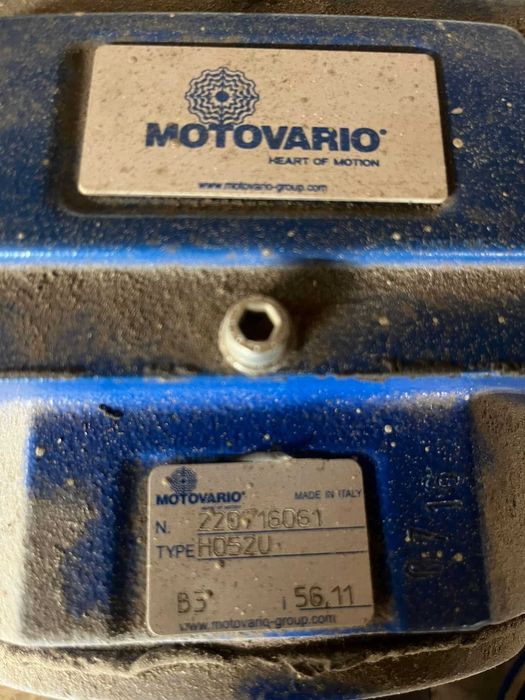 MOTOVARIO®
HEART OF MOTION
www.motovario-group.com
MOTOVARIO®
MADE IN ITALY
N. 220716061
TYPE H052U
B3 i 56,11
www.motovario-group.com